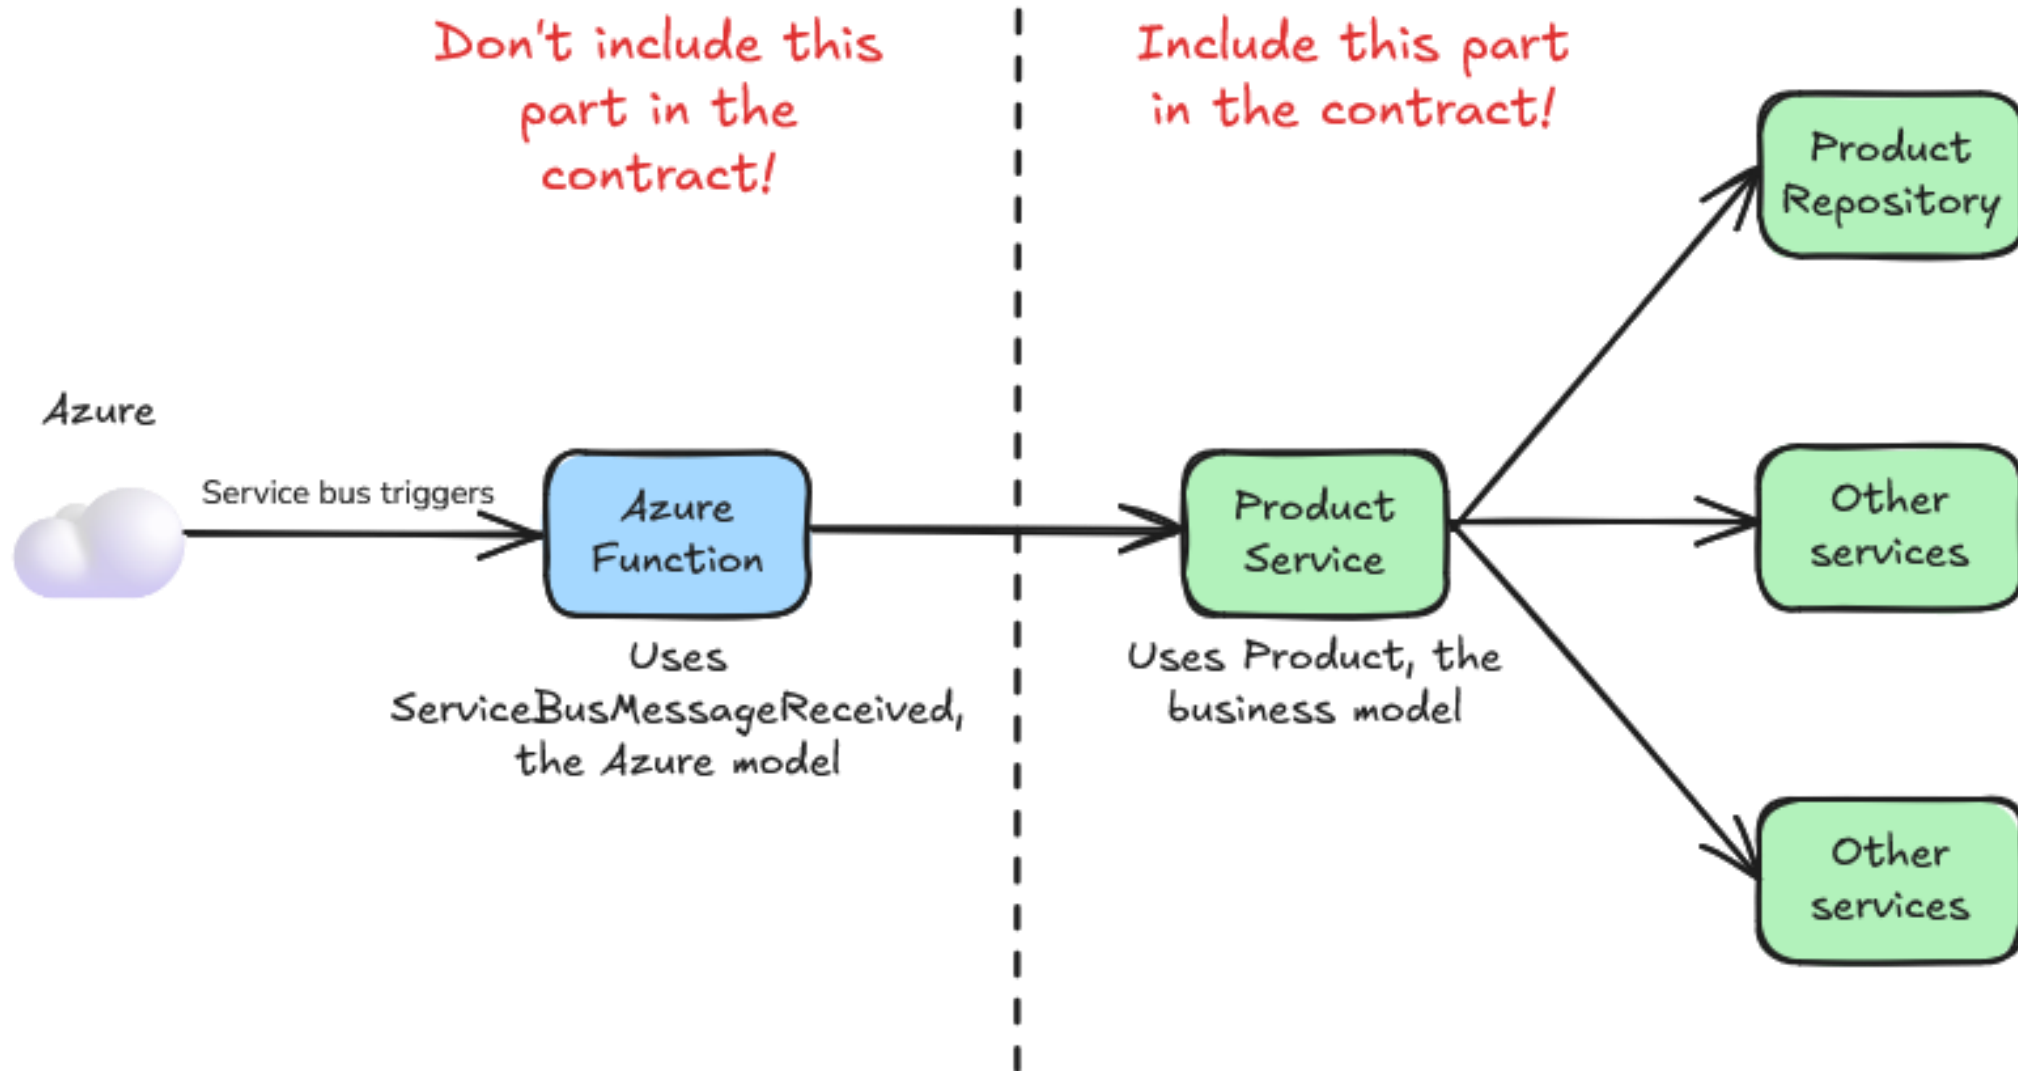 Don't include this
part in the
contract!
Include this part
in the contract!
Product
Repository
Azure
Service bus triggers
Azure
Function
Uses
ServiceBusMessageReceived,
the Azure model
Product
Service
Uses Product, the
business model
Other
services
Other
services